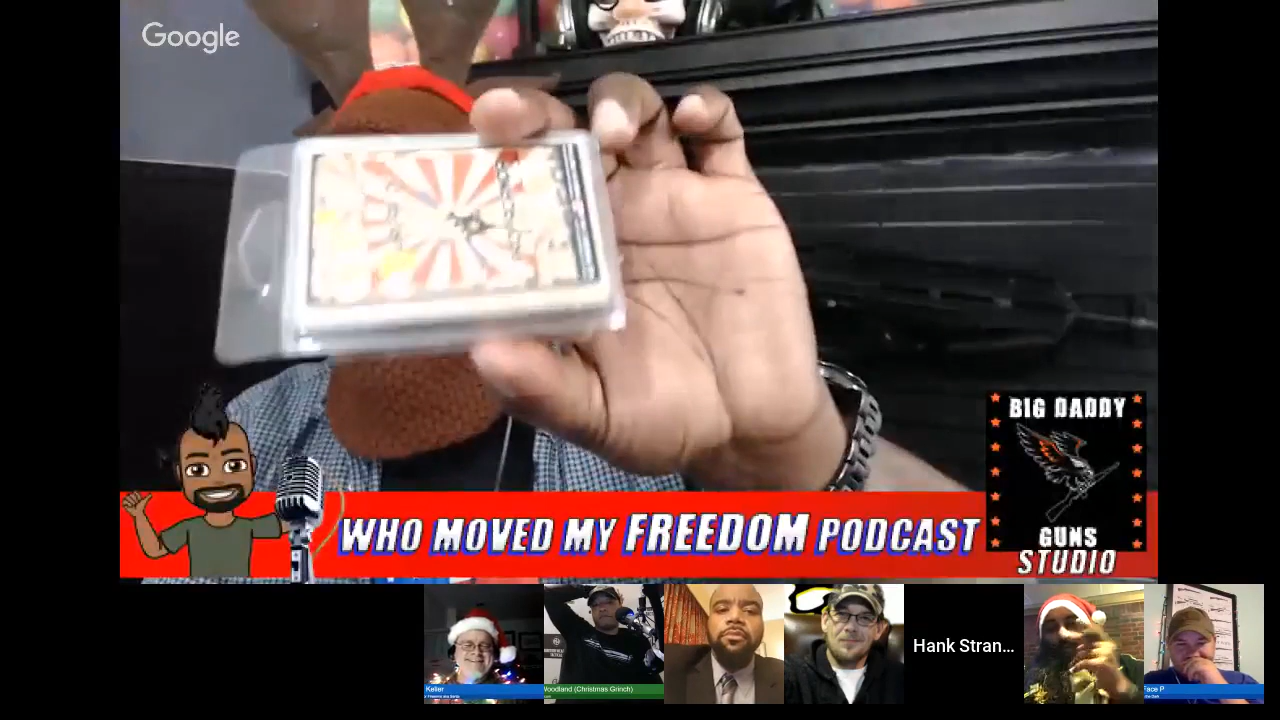 Google
BIG DADDY
GUNS
STUDIO
WHO MOVED MY FREEDOM PODCAST
Keller
Woodland (Christmas Grinch)
Hank Stran...
Face P